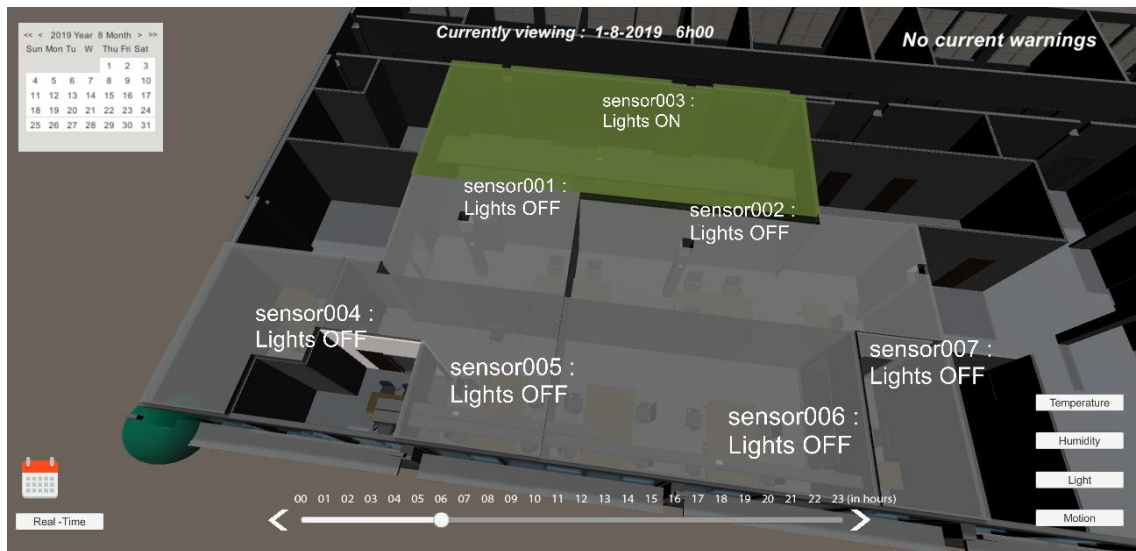 << < 2019 Year 8 Month > >>
Sun Mon Tu W Thu Fri Sat
1 2 3
4 5 6 7 8 9 10
11 12 13 14 15 16 17
18 19 20 21 22 23 24
25 26 27 28 29 30 31
Currently viewing : 1-8-2019 6h00
No current warnings
sensor003 :
Lights ON
sensor001 :
Lights OFF
sensor002 :
Lights OFF
sensor004 :
Lights OFF
sensor005 :
Lights OFF
sensor007 :
Lights OFF
sensor006 :
Lights OFF
Temperature
Humidity
Light
Motion
Real -Time
00 01 02 03 04 05 06 07 08 09 10 11 12 13 14 15 16 17 18 19 20 21 22 23 (in hours)